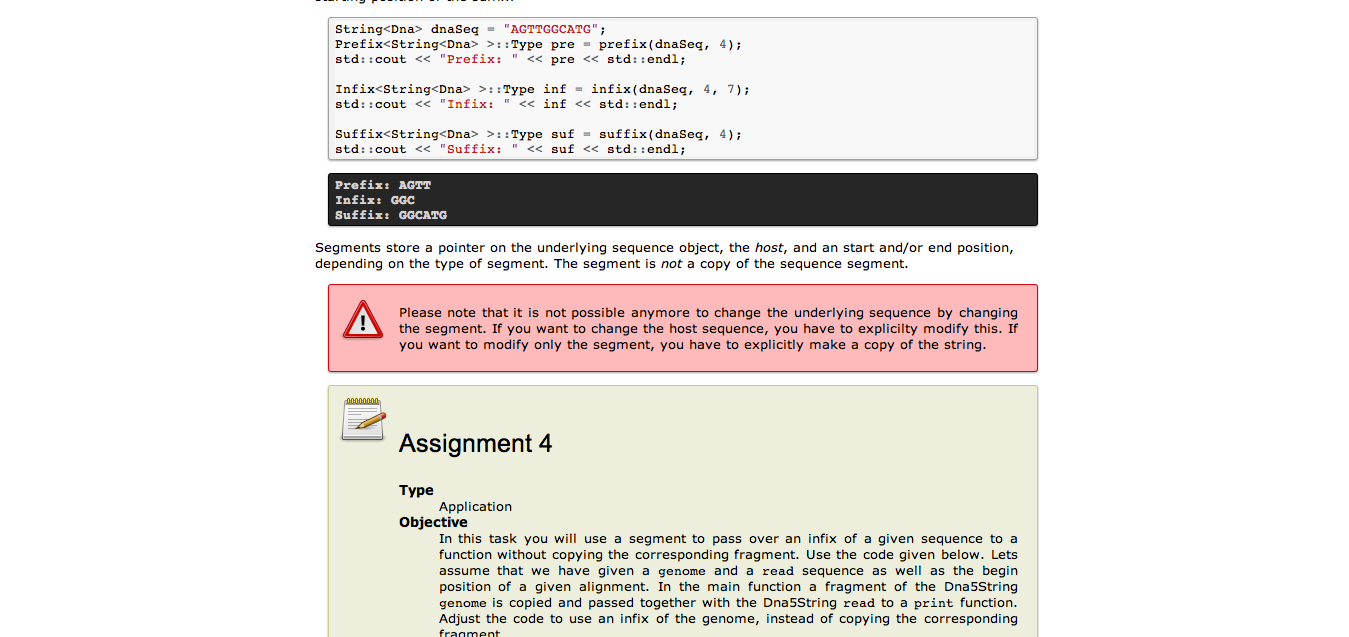 starting position of the suffix.
String<Dna> dnaSeq = "AGTTGGCATG";
Prefix<String<Dna> >::Type pre = prefix(dnaSeq, 4);
std::cout << "Prefix: " << pre << std::endl;
Infix<String<Dna> >::Type inf = infix(dnaSeq, 4, 7);
std::cout << "Infix: " << inf << std::endl;
Suffix<String<Dna> >::Type suf = suffix(dnaSeq, 4);
std::cout << "Suffix: " << suf << std::endl;
Prefix: AGTT
Infix: GGC
Suffix: GGCATG
Segments store a pointer on the underlying sequence object, the host, and an start and/or end position,
depending on the type of segment. The segment is not a copy of the sequence segment.
Please note that it is not possible anymore to change the underlying sequence by changing
the segment. If you want to change the host sequence, you have to explicilty modify this. If
you want to modify only the segment, you have to explicitly make a copy of the string.
Assignment 4
Type
Application
Objective
In this task you will use a segment to pass over an infix of a given sequence to a
function without copying the corresponding fragment. Use the code given below. Lets
assume that we have given a genome and a read sequence as well as the begin
position of a given alignment. In the main function a fragment of the Dna5String
genome is copied and passed together with the Dna5String read to a print function.
Adjust the code to use an infix of the genome, instead of copying the corresponding
fragment